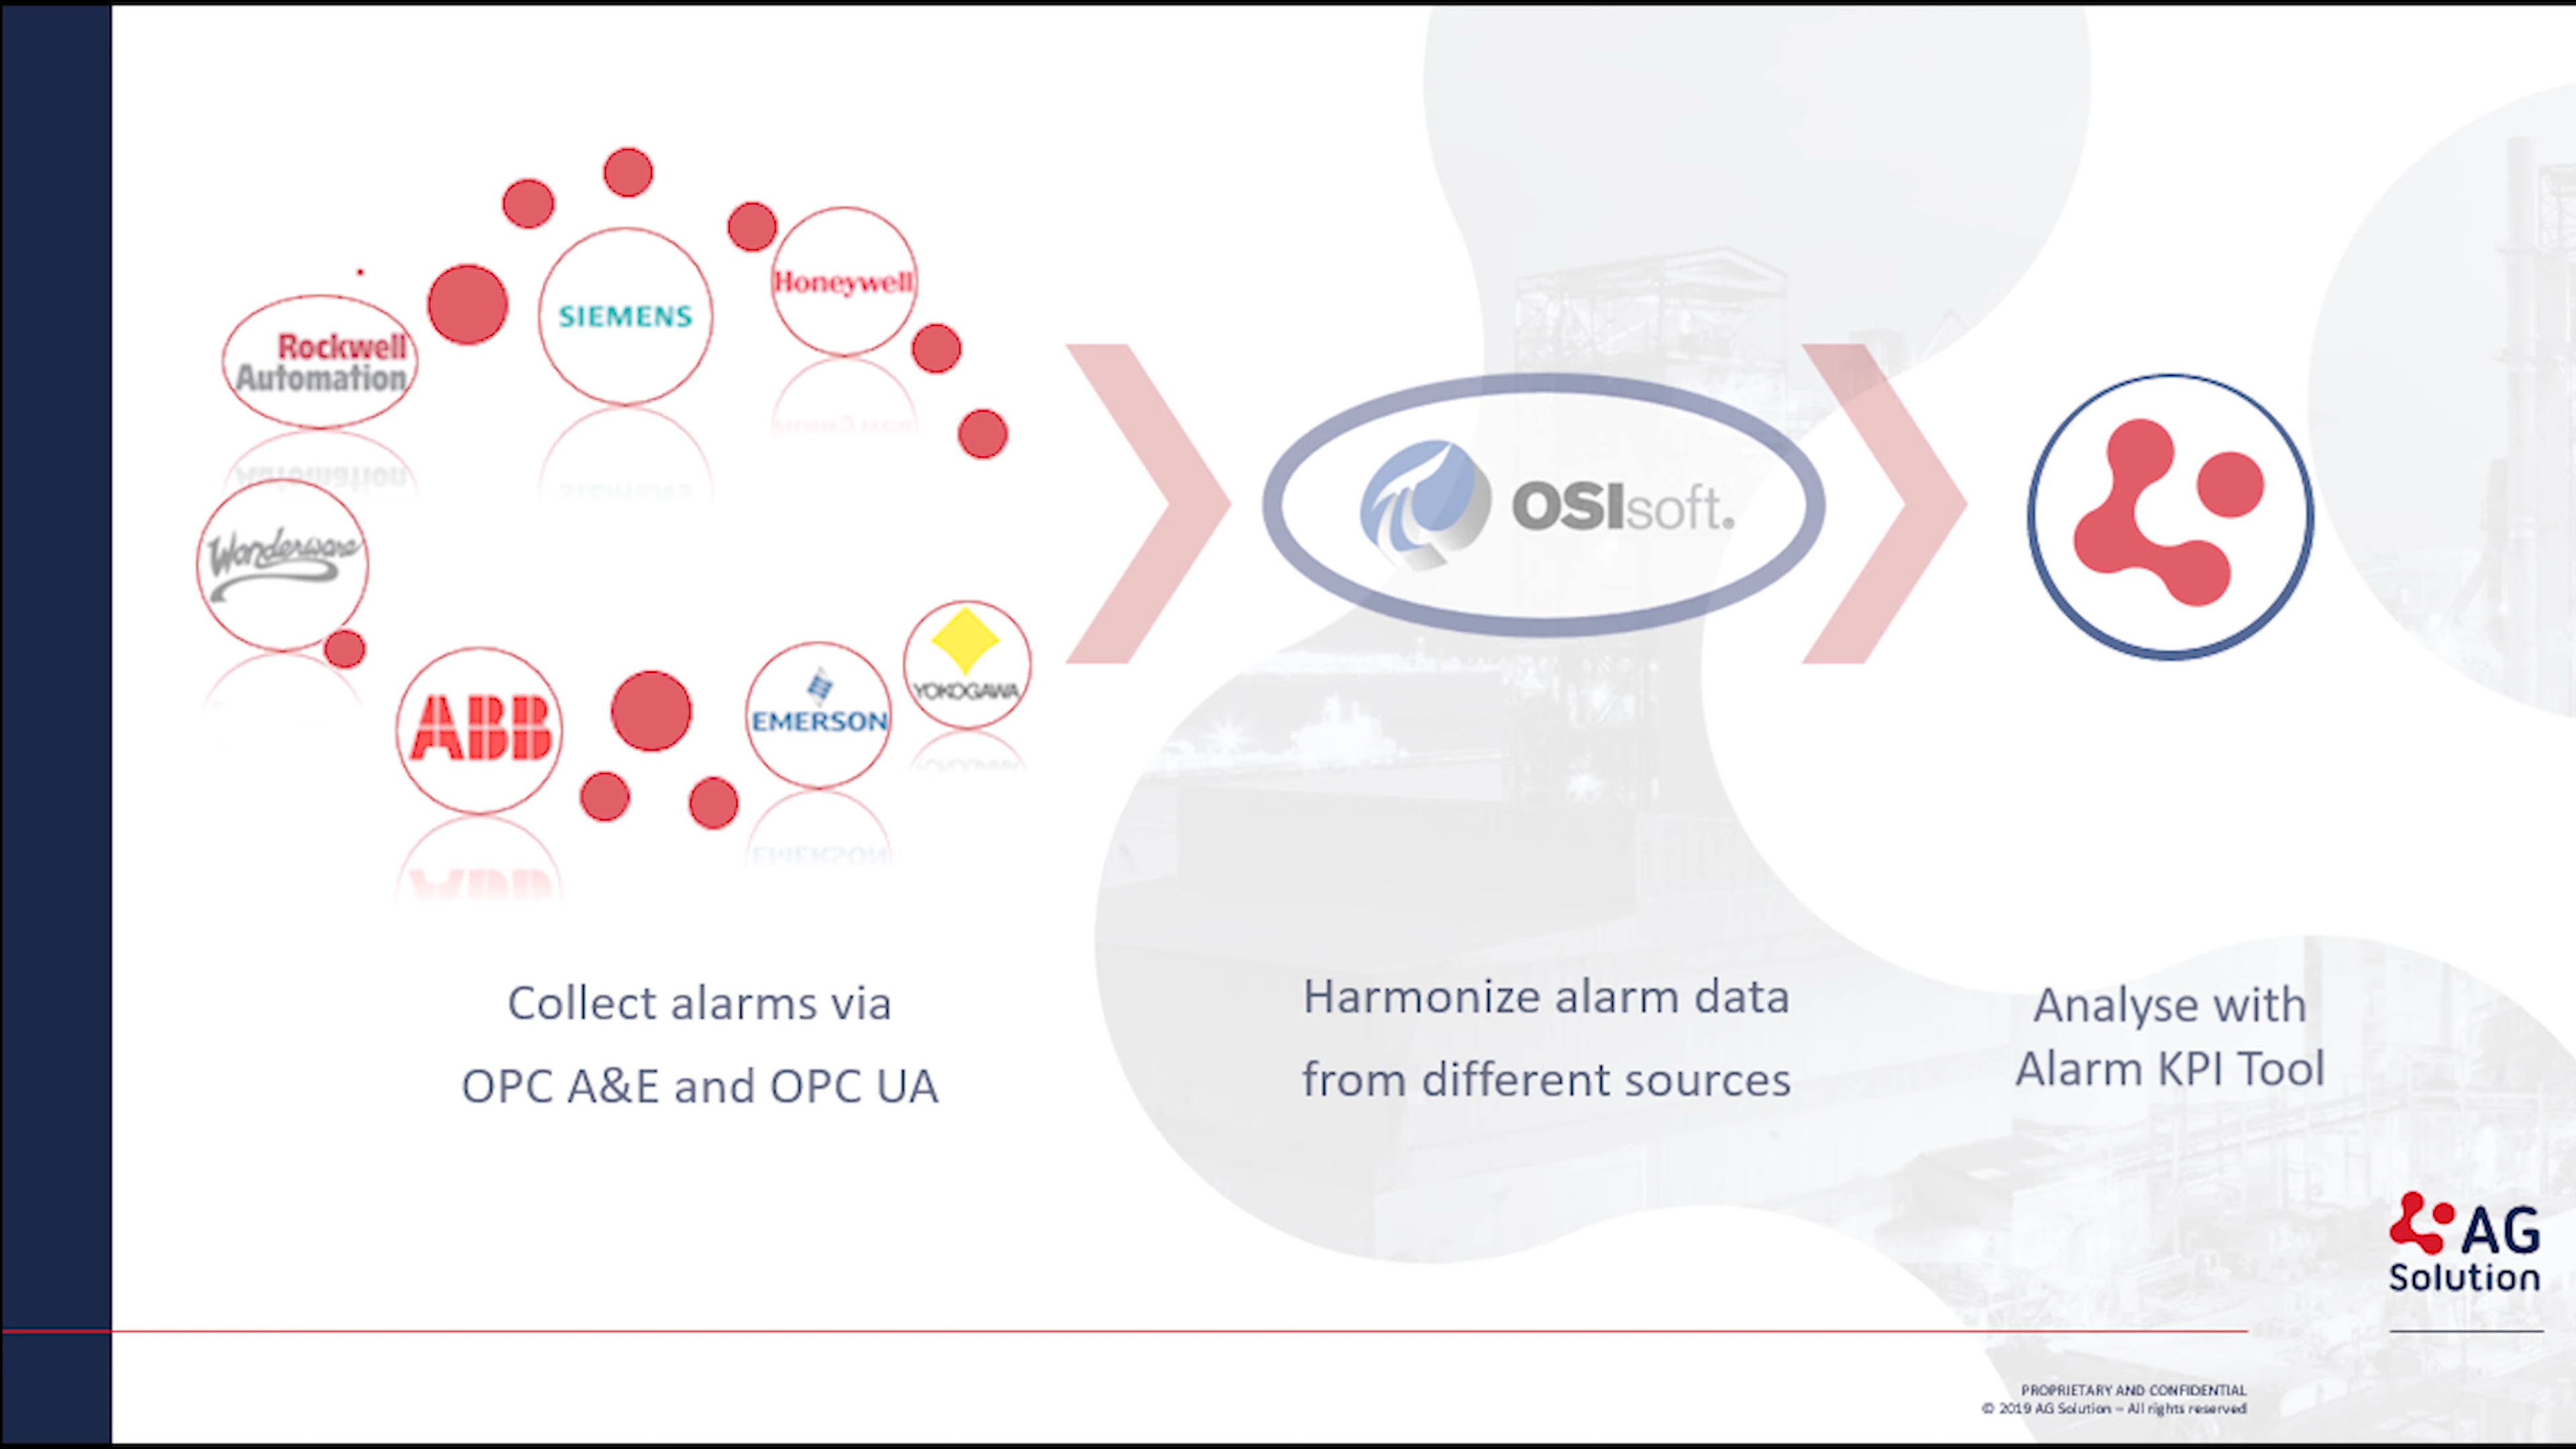 Rockwell
Automation
SIEMENS
Honeywell
Wonderware
ABB
EMERSON
YOKOGAWA
OSIsoft.
Collect alarms via
OPC A&E and OPC UA
Harmonize alarm data
from different sources
Analyse with
Alarm KPI Tool
AG
Solution
PROPRIETARY AND CONFIDENTIAL
© 2019 AG Solution – All rights reserved